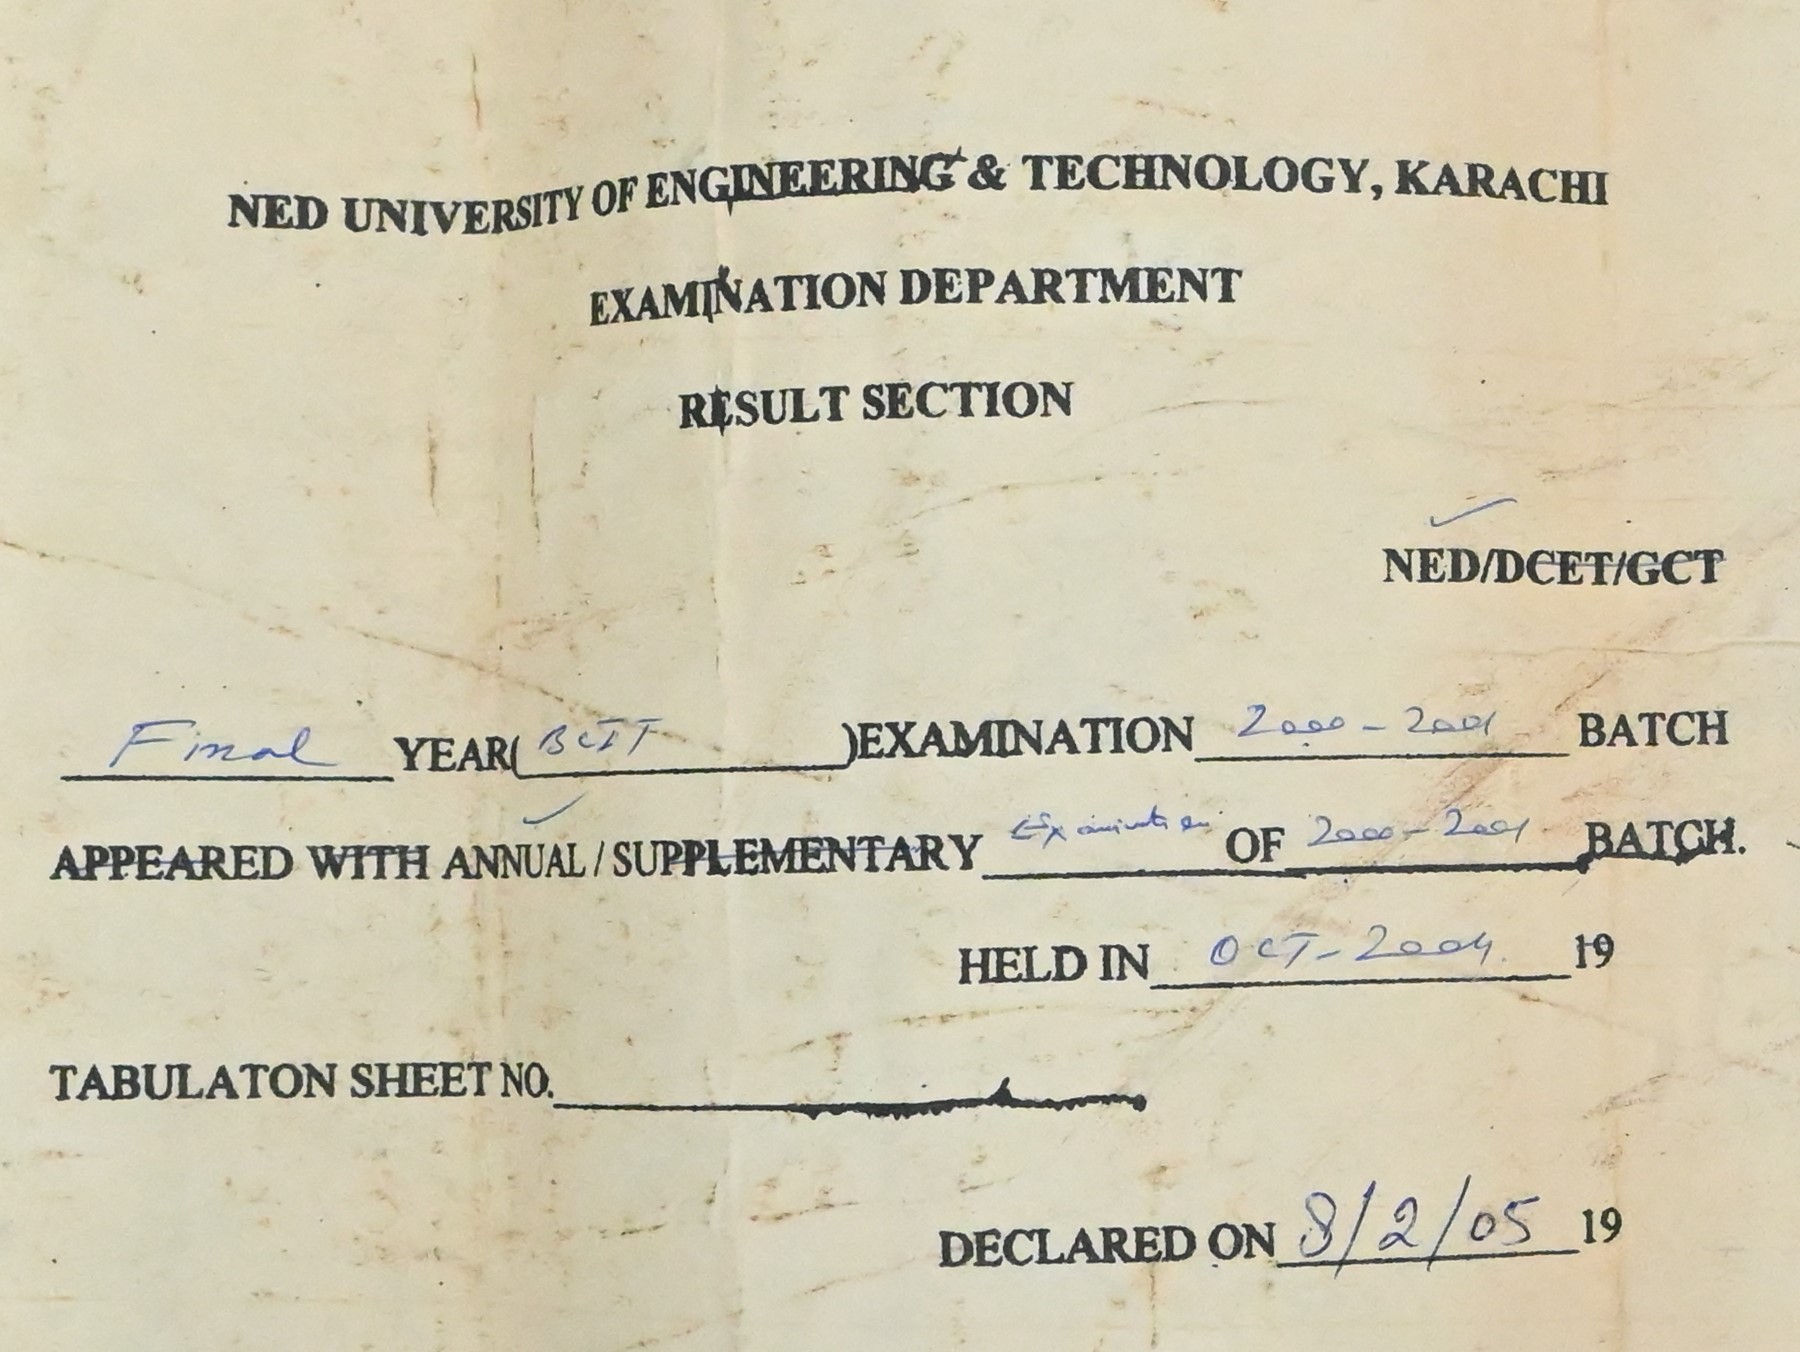 NED UNIVERSITY OF ENGINEERING & TECHNOLOGY, KARACHI
EXAMINATION DEPARTMENT
RESULT SECTION
NED/DCET/GCT
Final YEAR( BCIT )EXAMINATION 2000-2001 BATCH
APPEARED WITH ANNUAL / SUPPLEMENTARY Examination OF 2000-2001 BATCH.
HELD IN OCT-2004. 19
TABULATON SHEET NO.
DECLARED ON 8/2/05 19